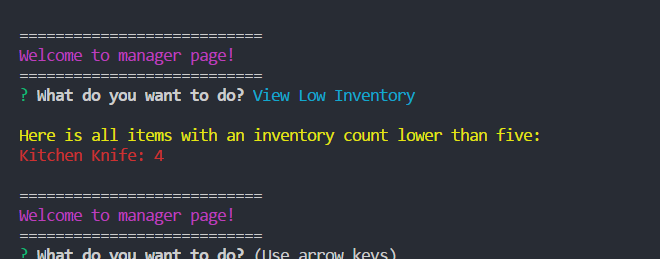 ===========================
Welcome to manager page!
===========================
? What do you want to do? View Low Inventory
Here is all items with an inventory count lower than five:
Kitchen Knife: 4
===========================
Welcome to manager page!
===========================
? What do you want to do? (Use arrow keys)